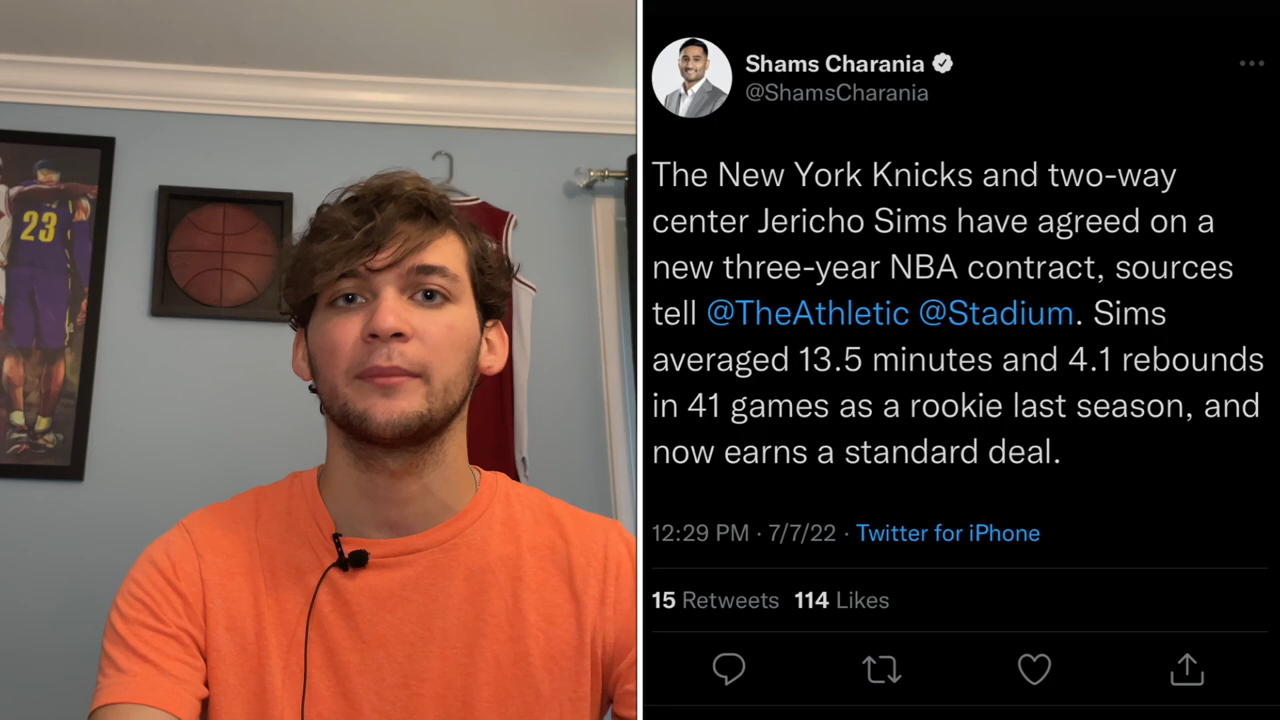 23
Shams Charania
@ShamsCharania
The New York Knicks and two-way
center Jericho Sims have agreed on a
new three-year NBA contract, sources
tell @TheAthletic @Stadium. Sims
averaged 13.5 minutes and 4.1 rebounds
in 41 games as a rookie last season, and
now earns a standard deal.
12:29 PM · 7/7/22 · Twitter for iPhone
15 Retweets 114 Likes